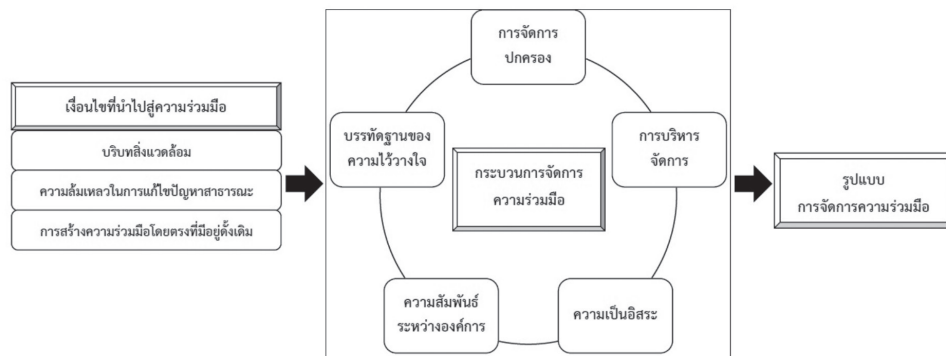 เงื่อนไขที่นำไปสู่ความร่วมมือ
บริบทสิ่งแวดล้อม
ความล้มเหลวในการแก้ไขปัญหาสาธารณะ
การสร้างความร่วมมือโดยตรงที่มีอยู่ดั้งเดิม
การจัดการ
ปกครอง
บรรทัดฐานของ
ความไว้วางใจ
การบริหาร
จัดการ
กระบวนการจัดการ
ความร่วมมือ
ความสัมพันธ์
ระหว่างองค์การ
ความเป็นอิสระ
รูปแบบ
การจัดการความร่วมมือ